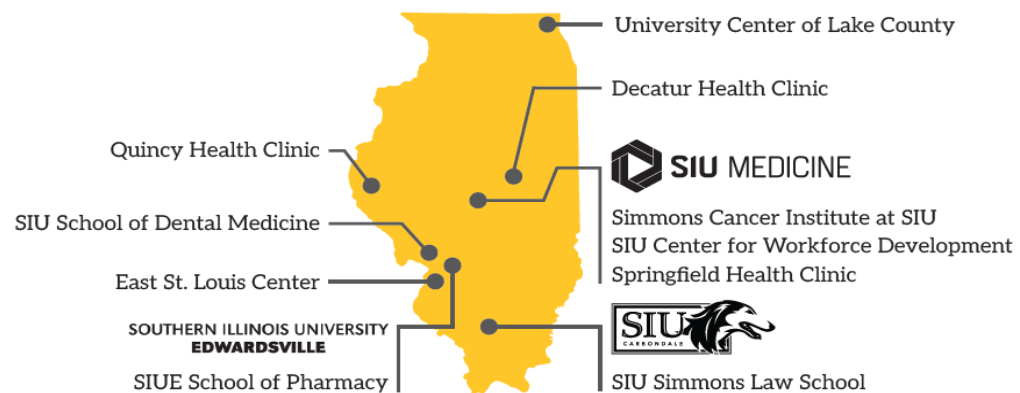 University Center of Lake County
Decatur Health Clinic
Quincy Health Clinic
SIU MEDICINE
SIU School of Dental Medicine
Simmons Cancer Institute at SIU
SIU Center for Workforce Development
Springfield Health Clinic
East St. Louis Center
SOUTHERN ILLINOIS UNIVERSITY
EDWARDSVILLE
SIUE School of Pharmacy
SIU
CARBONDALE
SIU Simmons Law School